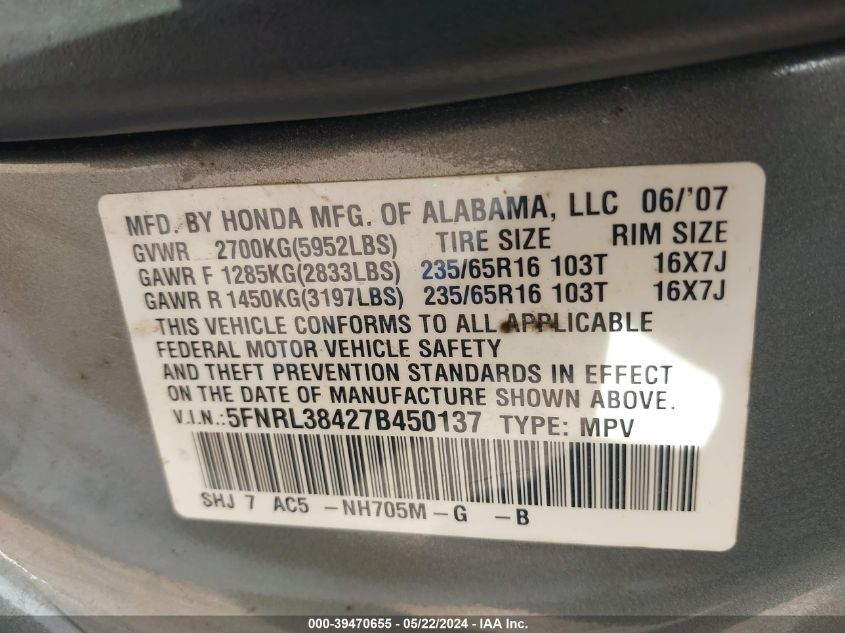 MFD. BY HONDA MFG. OF ALABAMA, LLC 06/'07
GVWR 2700KG(5952LBS) TIRE SIZE RIM SIZE
GAWR F 1285KG(2833LBS) 235/65R16 103T 16X7J
GAWR R 1450KG(3197LBS) 235/65R16 103T 16X7J
THIS VEHICLE CONFORMS TO ALL APPLICABLE
FEDERAL MOTOR VEHICLE SAFETY
AND THEFT PREVENTION STANDARDS IN EFFECT
ON THE DATE OF MANUFACTURE SHOWN ABOVE.
V.I.N.:5FNRL38427B450137 TYPE: MPV
SHJ 7 AC5 -NH705M-G -B
000-39470655 - 05/22/2024 - IAA Inc.